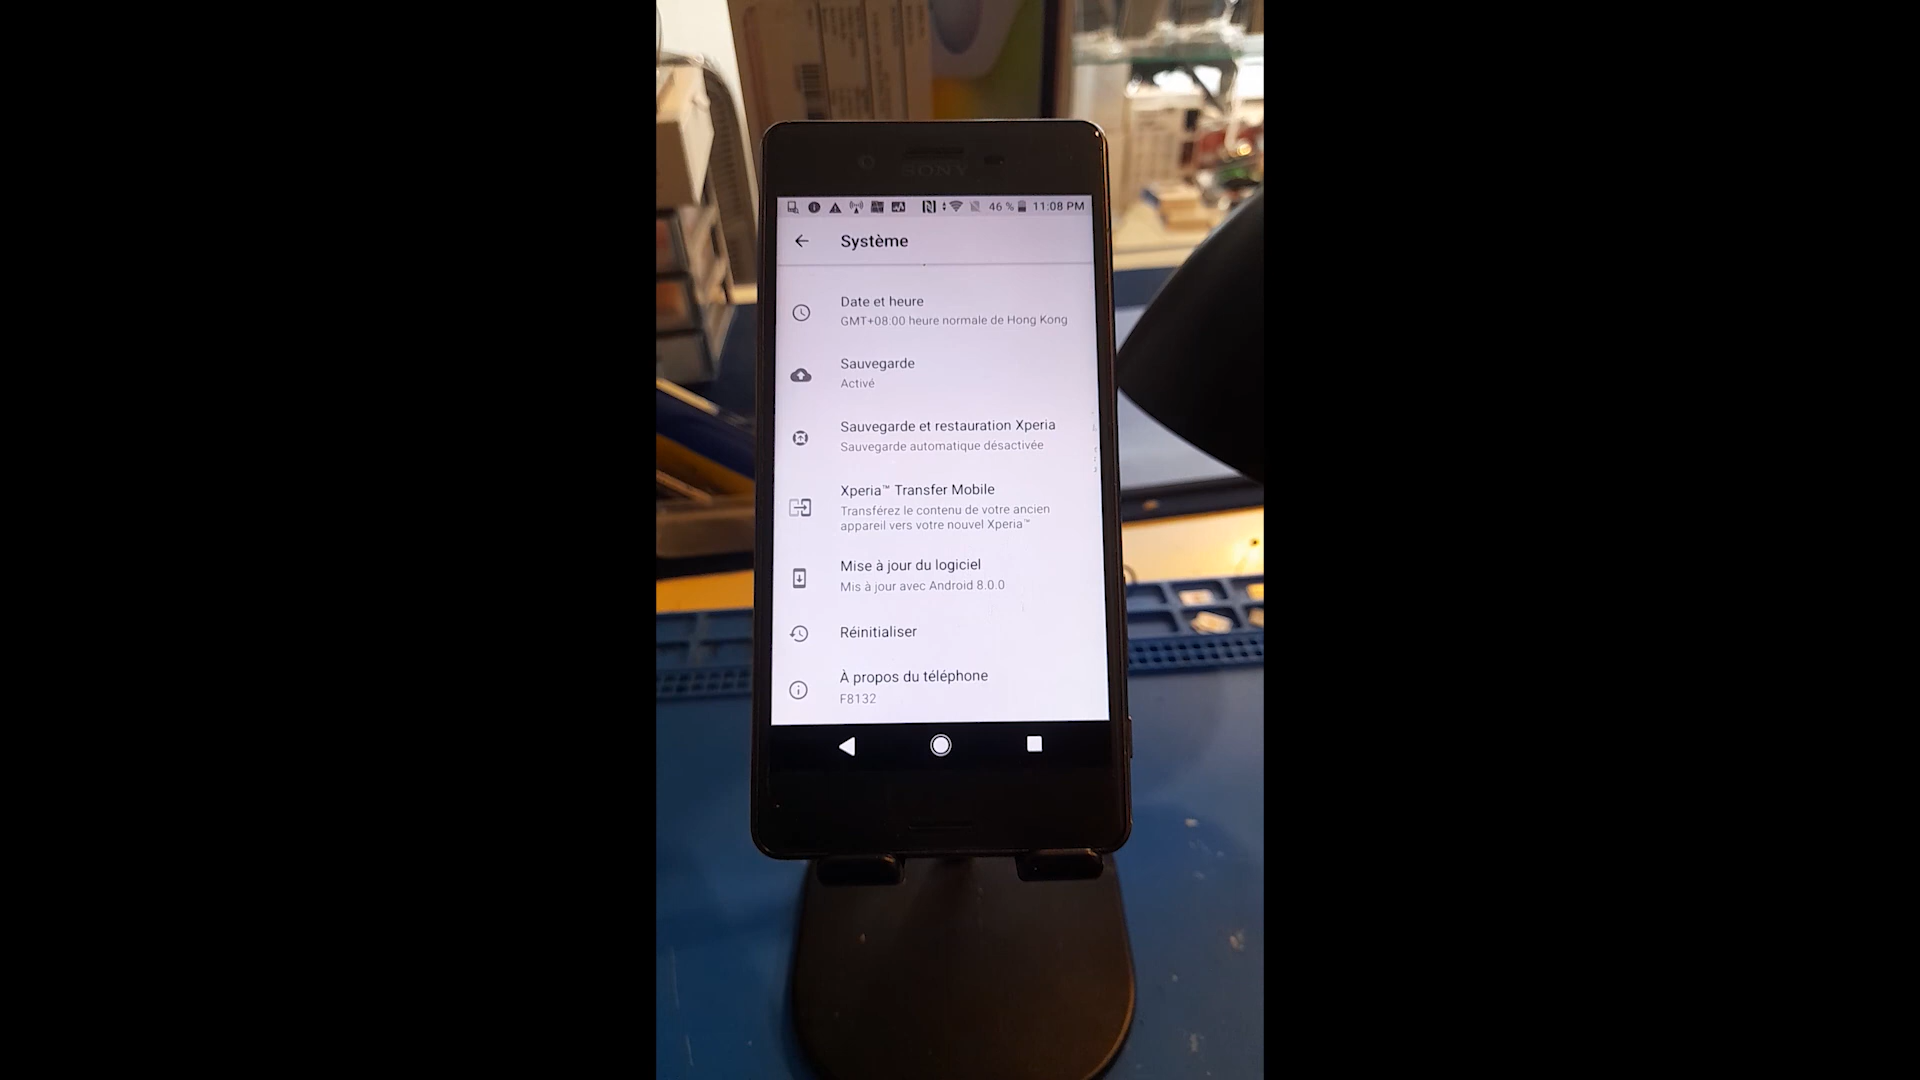 SONY
46 % 11:08 PM
Système
Date et heure
GMT+08:00 heure normale de Hong Kong
Sauvegarde
Activé
Sauvegarde et restauration Xperia
Sauvegarde automatique désactivée
Xperia™ Transfer Mobile
Transférez le contenu de votre ancien
appareil vers votre nouvel Xperia™
Mise à jour du logiciel
Mis à jour avec Android 8.0.0
Réinitialiser
À propos du téléphone
F8132